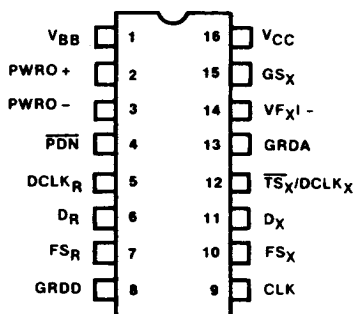 VBB 1 16 VCC
PWRO + 2 15 GSX
PWRO - 3 14 VFXI -
PDN 4 13 GRDA
DCLKR 5 12 TSX/DCLKX
DR 6 11 DX
FSR 7 10 FSX
GRDD 8 9 CLK